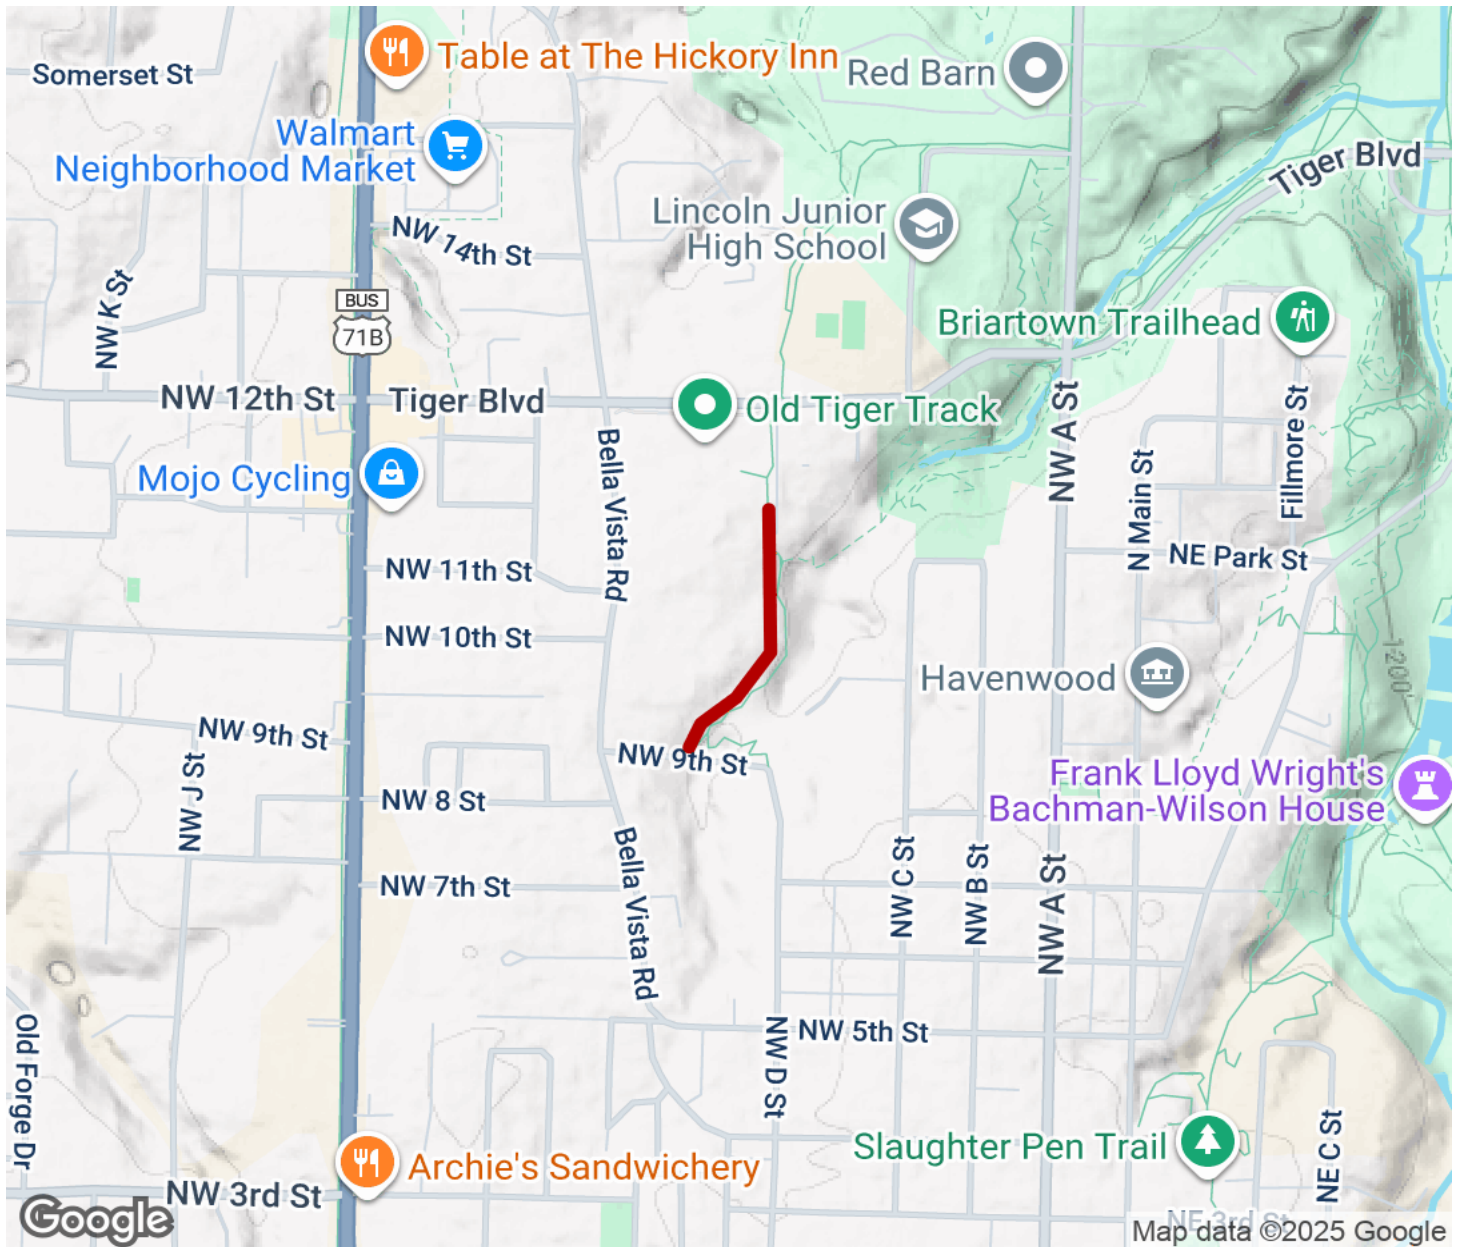 Table at The Hickory Inn
Red Barn
Somerset St
Walmart
Neighborhood Market
Tiger Blvd
Lincoln Junior
High School
NW 14th St
NW K St
BUS
71B
Briartown Trailhead
NW 12th St
Tiger Blvd
Old Tiger Track
NW A St
Fillmore St
Mojo Cycling
Bella Vista Rd
N Main St
NW 11th St
NE Park St
NW 10th St
Havenwood
1,200'
NW 9th St
NW 9th St
NW J St
Frank Lloyd Wright's
Bachman-Wilson House
NW 8 St
NW 7th St
Bella Vista Rd
NW C St
NW B St
NW A St
Old Forge Dr
NW D St
NW 5th St
Slaughter Pen Trail
NE C St
Archie's Sandwichery
NW 3rd St
NE 3rd St
Google
Map data ©2025 Google